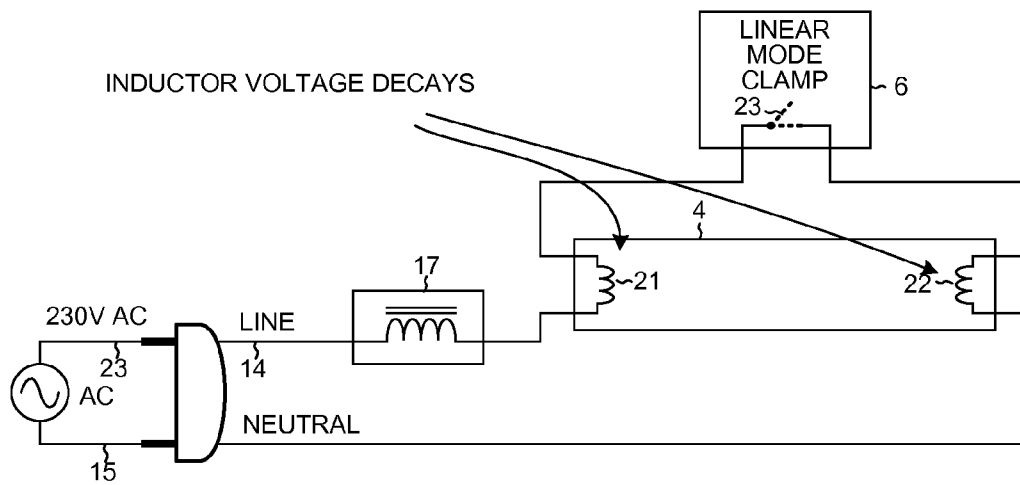 LINEAR
MODE
CLAMP
23
6
INDUCTOR VOLTAGE DECAYS
4
21
22
17
230V AC
LINE
23
14
AC
NEUTRAL
15